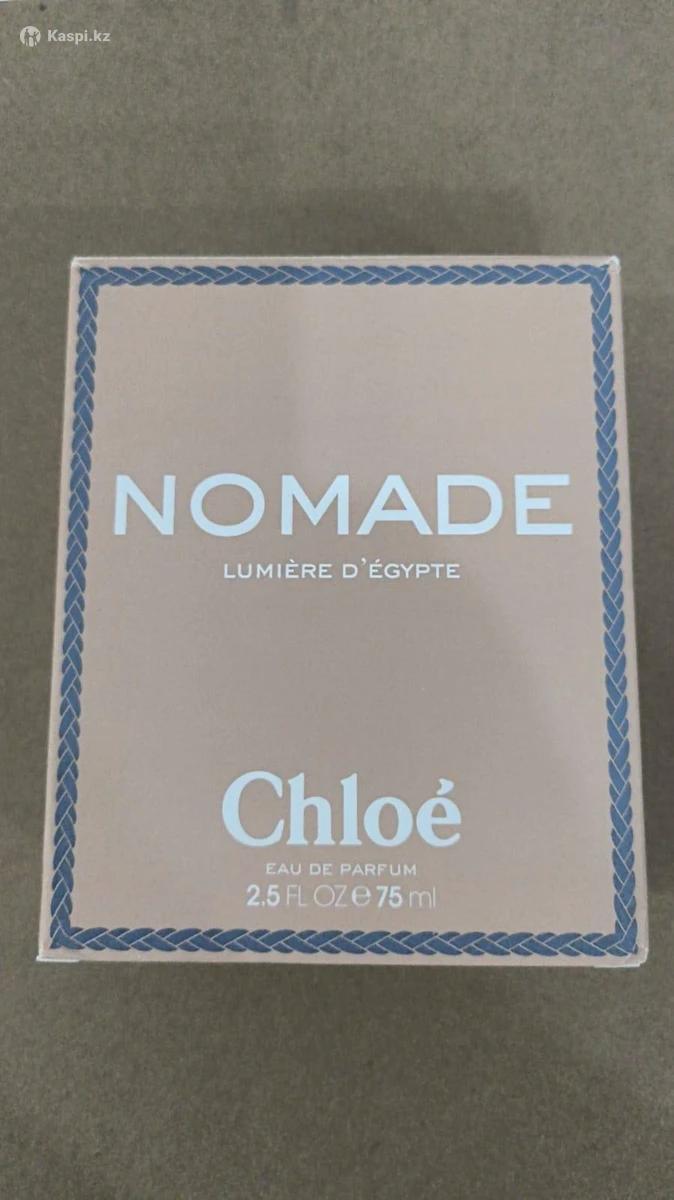 Kaspi.kz
NOMADE
LUMIÈRE D'ÉGYPTE
Chloé
EAU DE PARFUM
2.5 FL OZ ℮ 75 ml